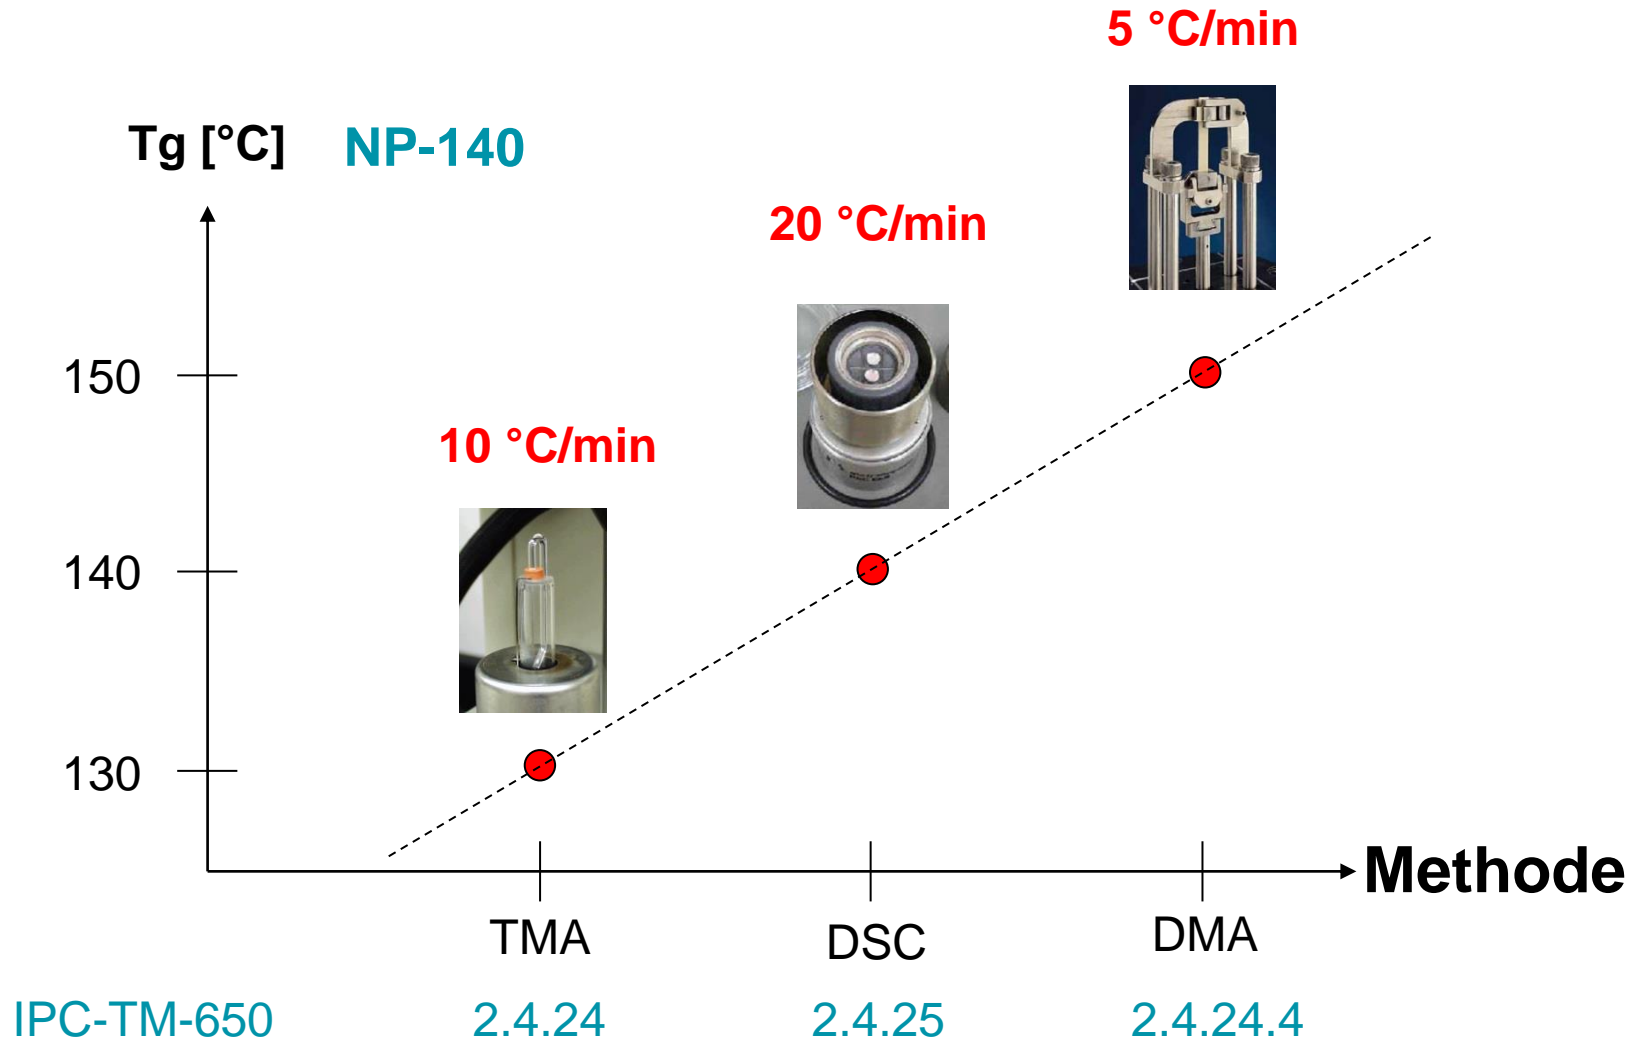 5 °C/min
Tg [°C] NP-140
20 °C/min
150
10 °C/min
140
130
Methode
TMA DSC DMA
IPC-TM-650 2.4.24 2.4.25 2.4.24.4